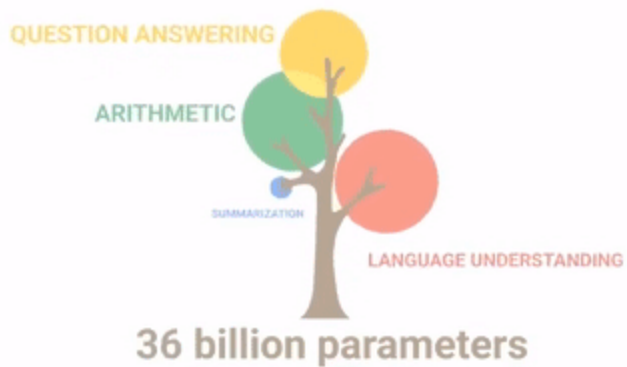 QUESTION ANSWERING
ARITHMETIC
SUMMARIZATION
LANGUAGE UNDERSTANDING
36 billion parameters